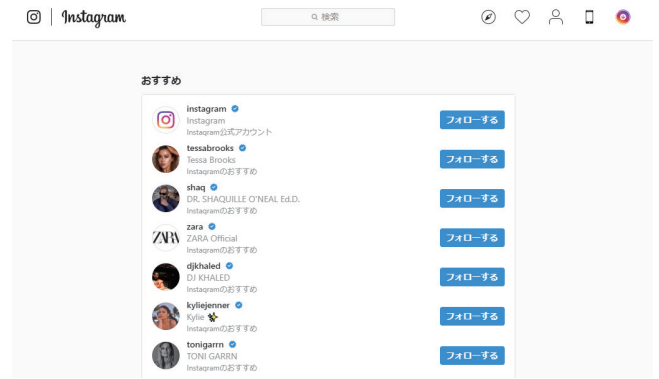 Instagram
検索
おすすめ
instagram
Instagram
Instagram公式アカウント
フォローする
tessabrooks
Tessa Brooks
Instagramのおすすめ
フォローする
shaq
DR. SHAQUILLE O'NEAL Ed.D.
Instagramのおすすめ
フォローする
ZARA
zara
ZARA Official
Instagramのおすすめ
フォローする
djkhaled
DJ KHALED
Instagramのおすすめ
フォローする
kyliejenner
Kylie ✨
Instagramのおすすめ
フォローする
tonigarrn
TONI GARRN
Instagramのおすすめ
フォローする